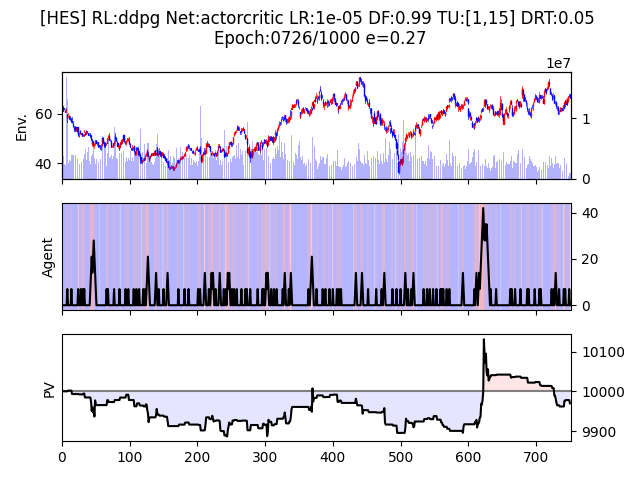 [HES] RL:ddpg Net:actorcritic LR:1e-05 DF:0.99 TU:[1,15] DRT:0.05
Epoch:0726/1000 e=0.27
1e7
Env.
60
40
1
0
Agent
40
20
0
PV
10100
10000
9900
0 100 200 300 400 500 600 700